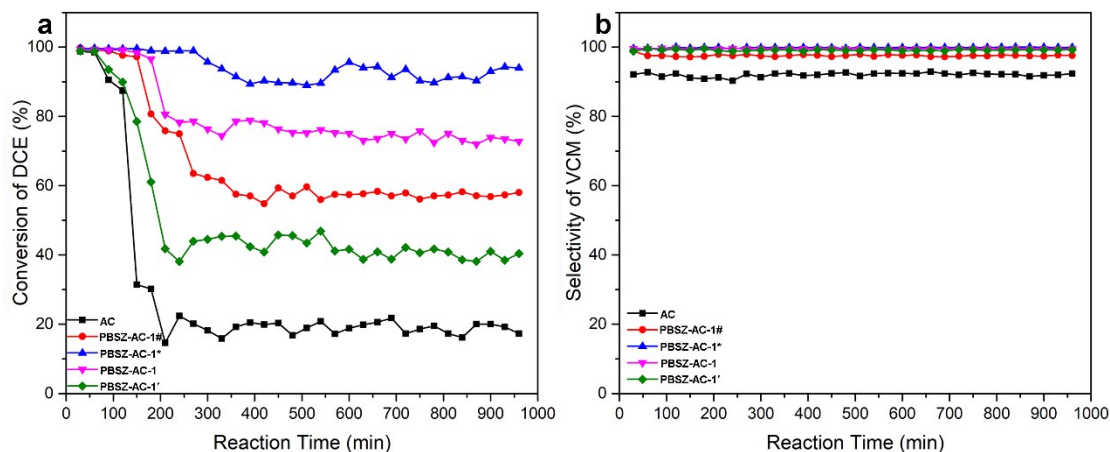 a
100
80
60
40
20
0
Conversion of DCE (%)
AC
PBSZ-AC-1#
PBSZ-AC-1*
PBSZ-AC-1
PBSZ-AC-1′
0 100 200 300 400 500 600 700 800 900 1000
Reaction Time (min)
b
100
80
60
40
20
0
Selectivity of VCM (%)
AC
PBSZ-AC-1#
PBSZ-AC-1*
PBSZ-AC-1
PBSZ-AC-1′
0 100 200 300 400 500 600 700 800 900 1000
Reaction Time (min)